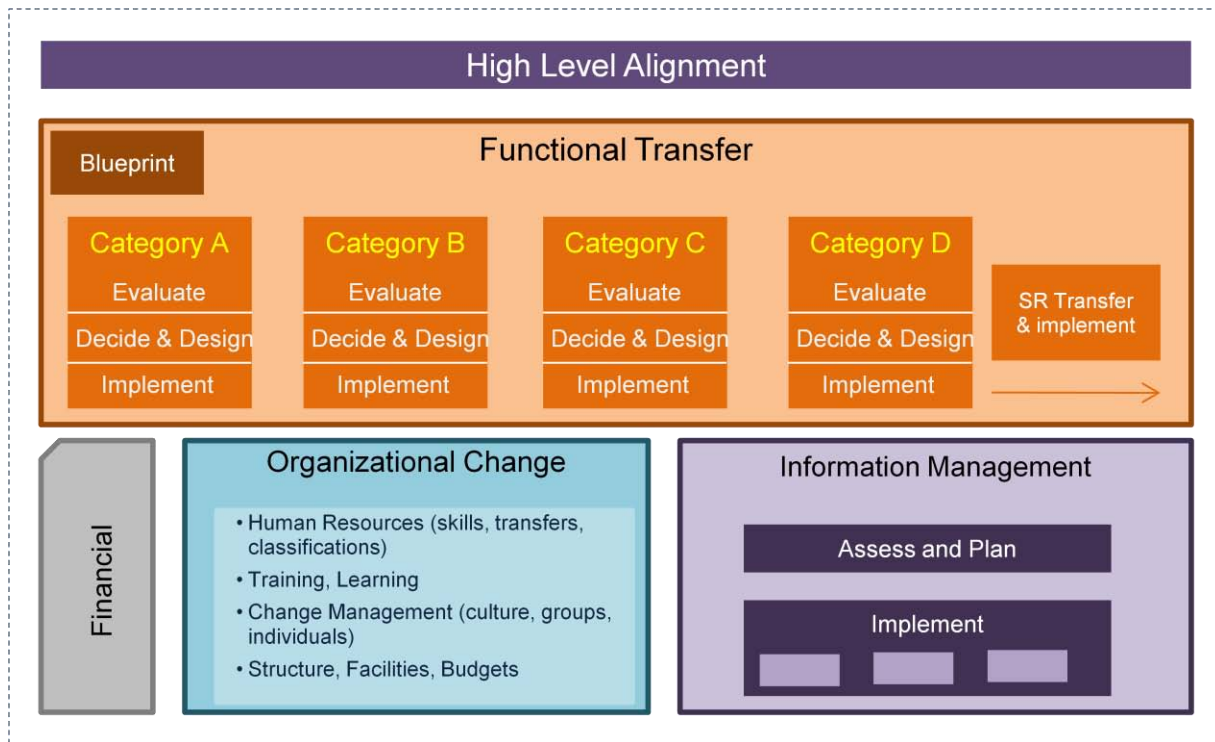 High Level Alignment
Blueprint
Functional Transfer
Category A
Evaluate
Decide & Design
Implement
Category B
Evaluate
Decide & Design
Implement
Category C
Evaluate
Decide & Design
Implement
Category D
Evaluate
Decide & Design
Implement
SR Transfer
& implement
Financial
Organizational Change
• Human Resources (skills, transfers,
classifications)
• Training, Learning
• Change Management (culture, groups,
individuals)
• Structure, Facilities, Budgets
Information Management
Assess and Plan
Implement